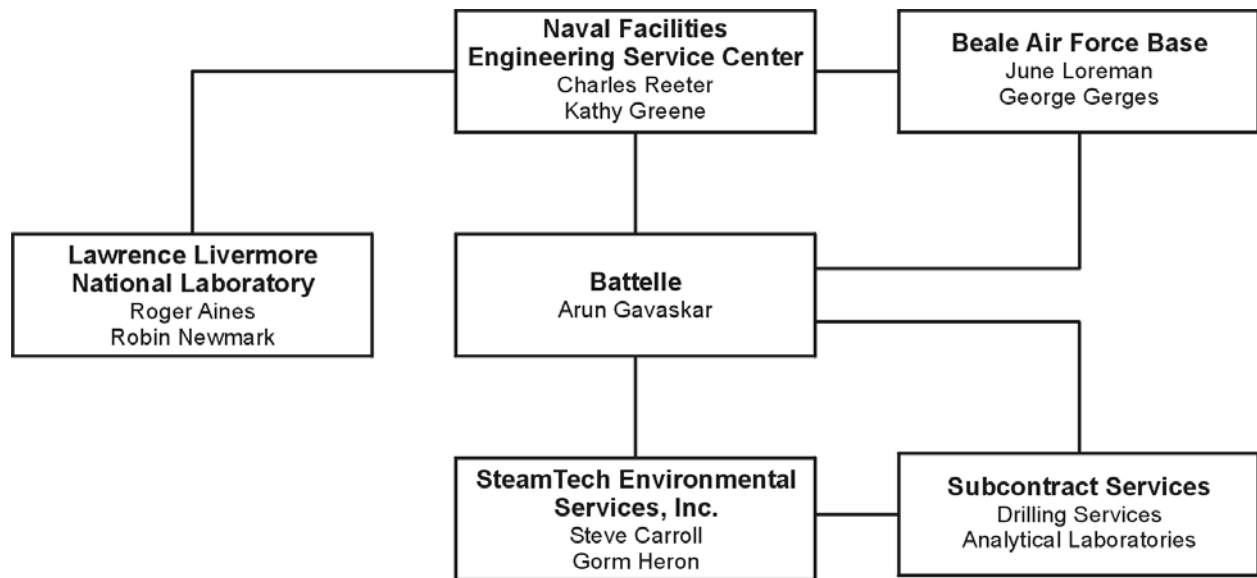 Naval Facilities
Engineering Service Center
Charles Reeter
Kathy Greene
Beale Air Force Base
June Loreman
George Gerges
Lawrence Livermore
National Laboratory
Roger Aines
Robin Newmark
Battelle
Arun Gavaskar
SteamTech Environmental
Services, Inc.
Steve Carroll
Gorm Heron
Subcontract Services
Drilling Services
Analytical Laboratories